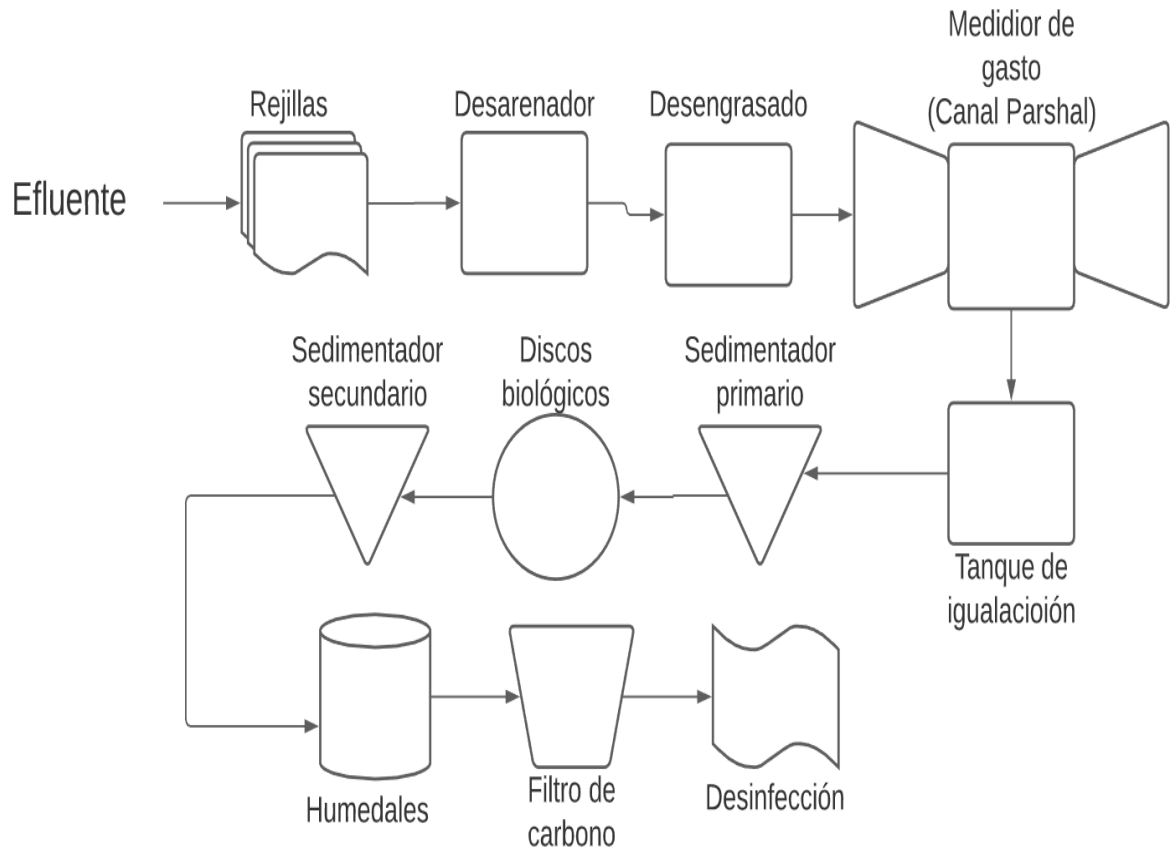 Medidior de
gasto
(Canal Parshal)
Rejillas
Desarenador
Desengrasado
Efluente
Sedimentador
secundario
Discos
biológicos
Sedimentador
primario
Tanque de
igualacioión
Humedales
Filtro de
carbono
Desinfección